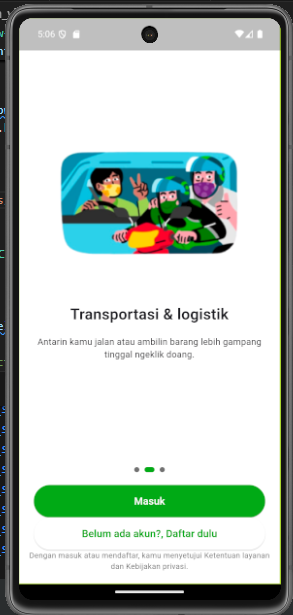 5:06
Transportasi & logistik
Antarin kamu jalan atau ambilin barang lebih gampang
tinggal ngeklik doang.
Masuk
Belum ada akun?, Daftar dulu
Dengan masuk atau mendaftar, kamu menyetujui Ketentuan layanan
dan Kebijakan privasi.